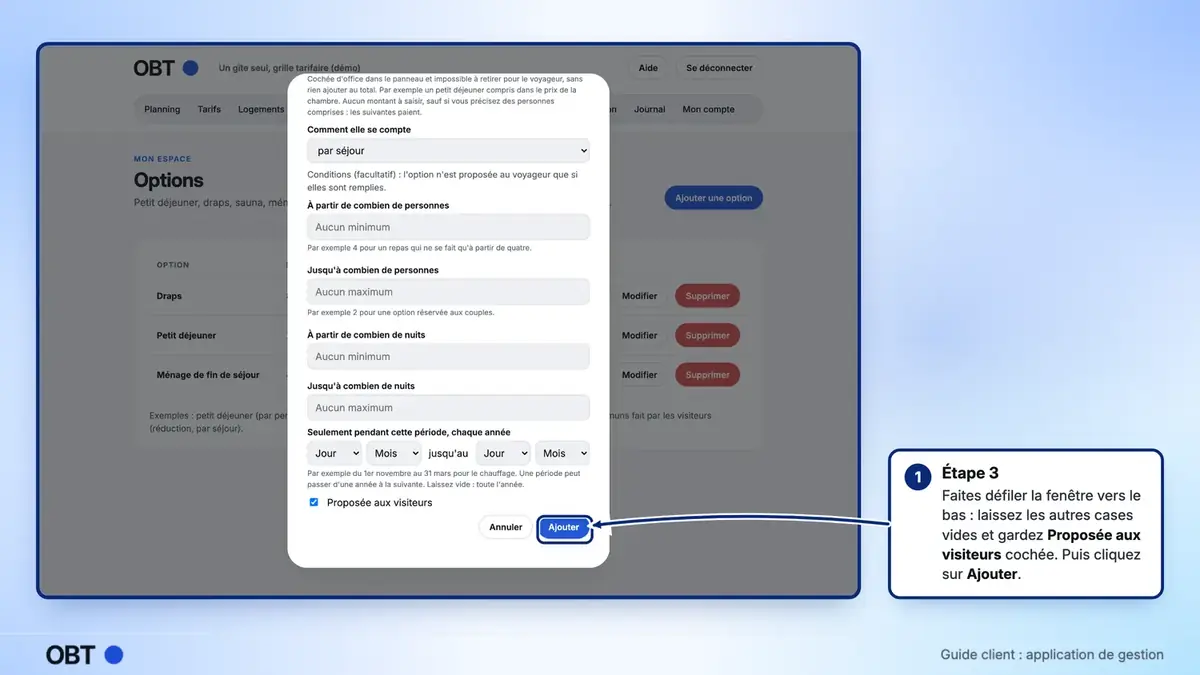 OBT
Un gîte seul, grille tarifaire (démo)
Aide
Se déconnecter
Planning
Tarifs
Logements
Journal
Mon compte
MON ESPACE
Options
Petit déjeuner, draps, sauna,
Ajouter une option
OPTION
Draps
Modifier
Supprimer
Petit déjeuner
Modifier
Supprimer
Ménage de fin de séjour
Modifier
Supprimer
Exemples : petit déjeuner (par
fait par les visiteurs
(réduction, par séjour).
Cochée d'office dans le panneau et impossible à retirer pour le voyageur, sans
rien ajouter au total. Par exemple un petit déjeuner compris dans le prix de la
chambre. Aucun montant à saisir, sauf si vous précisez des personnes
comprises : les suivantes paient.
Comment elle se compte
par séjour
Conditions (facultatif) : l'option n'est proposée au voyageur que si
elles sont remplies.
À partir de combien de personnes
Aucun minimum
Par exemple 4 pour un repas qui ne se fait qu'à partir de quatre.
Jusqu'à combien de personnes
Aucun maximum
Par exemple 2 pour une option réservée aux couples.
À partir de combien de nuits
Aucun minimum
Jusqu'à combien de nuits
Aucun maximum
Seulement pendant cette période, chaque année
Jour Mois jusqu'au Jour Mois
Par exemple du 1er novembre au 31 mars pour le chauffage. Une période peut
passer d'une année à la suivante. Laissez vide : toute l'année.
Proposée aux visiteurs
Annuler
Ajouter
1
Étape 3
Faites défiler la fenêtre vers le
bas : laissez les autres cases
vides et gardez Proposée aux
visiteurs cochée. Puis cliquez
sur Ajouter.
OBT
Guide client : application de gestion